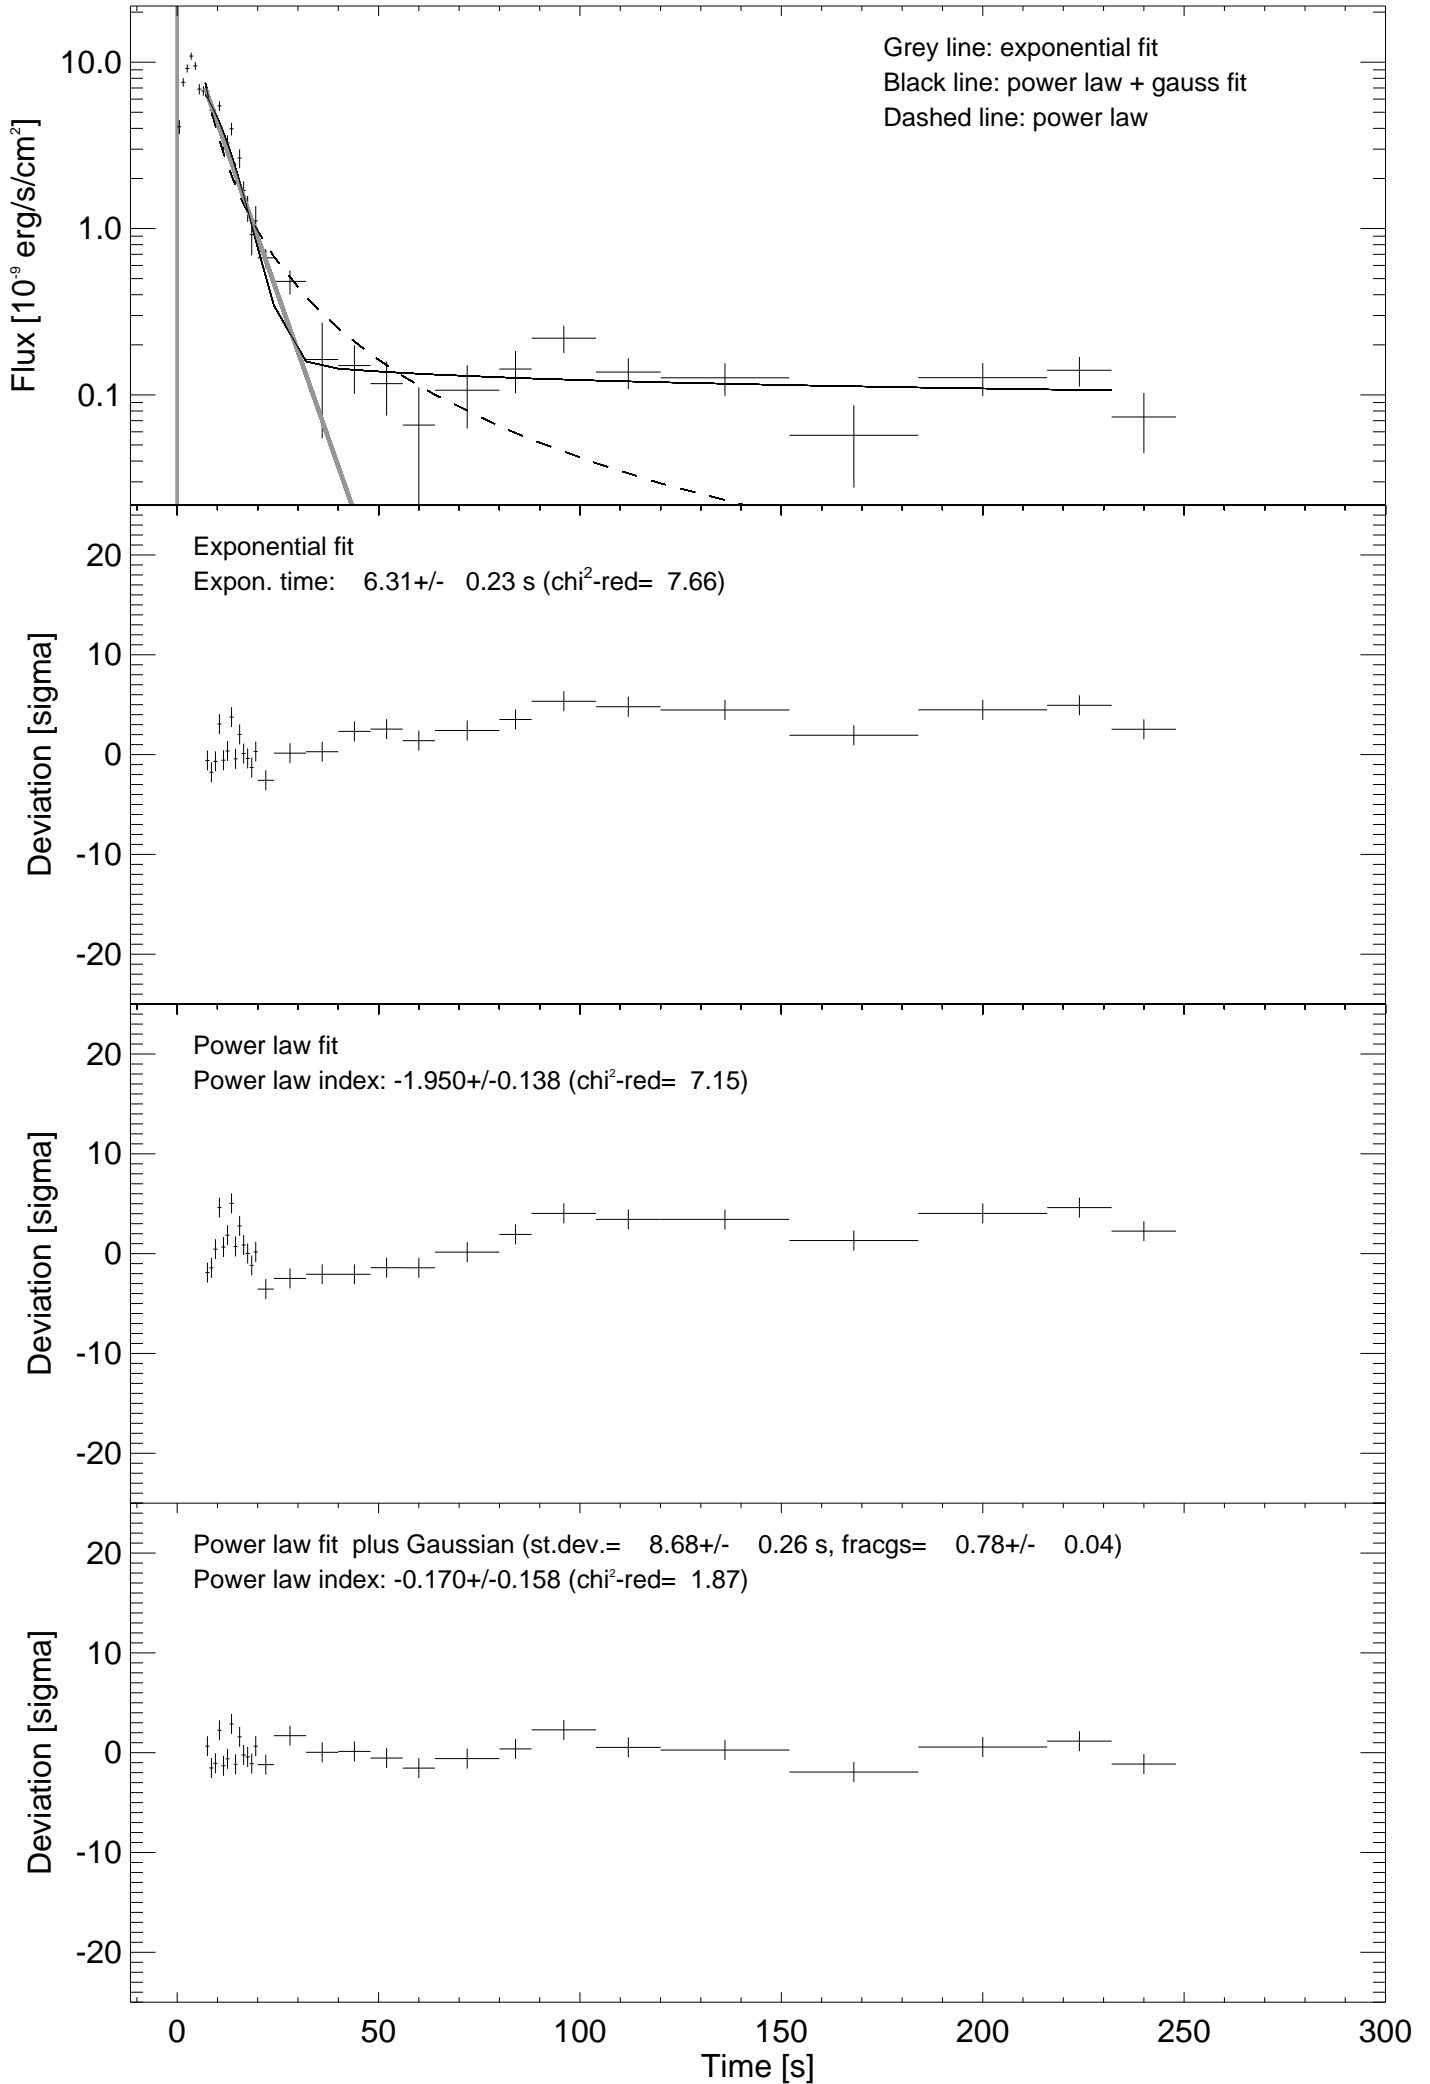 Grey line: exponential fit
Black line: power law + gauss fit
Dashed line: power law
10.0
1.0
0.1
Flux [10⁻⁹ erg/s/cm²]
Exponential fit
Expon. time: 6.31+/- 0.23 s (chi²-red= 7.66)
20
10
0
-10
-20
Deviation [sigma]
Power law fit
Power law index: -1.950+/-0.138 (chi²-red= 7.15)
20
10
0
-10
-20
Deviation [sigma]
Power law fit plus Gaussian (st.dev.= 8.68+/- 0.26 s, fracgs= 0.78+/- 0.04)
Power law index: -0.170+/-0.158 (chi²-red= 1.87)
20
10
0
-10
-20
Deviation [sigma]
0 50 100 150 200 250 300
Time [s]